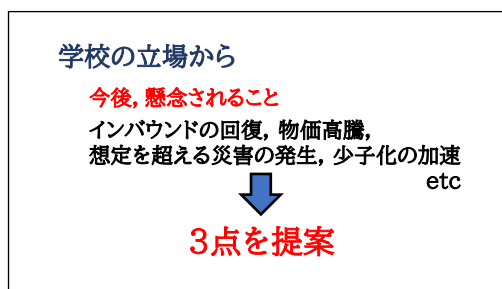 学校の立場から
今後，懸念されること
インバウンドの回復，物価高騰，
想定を超える災害の発生，少子化の加速
etc
３点を提案